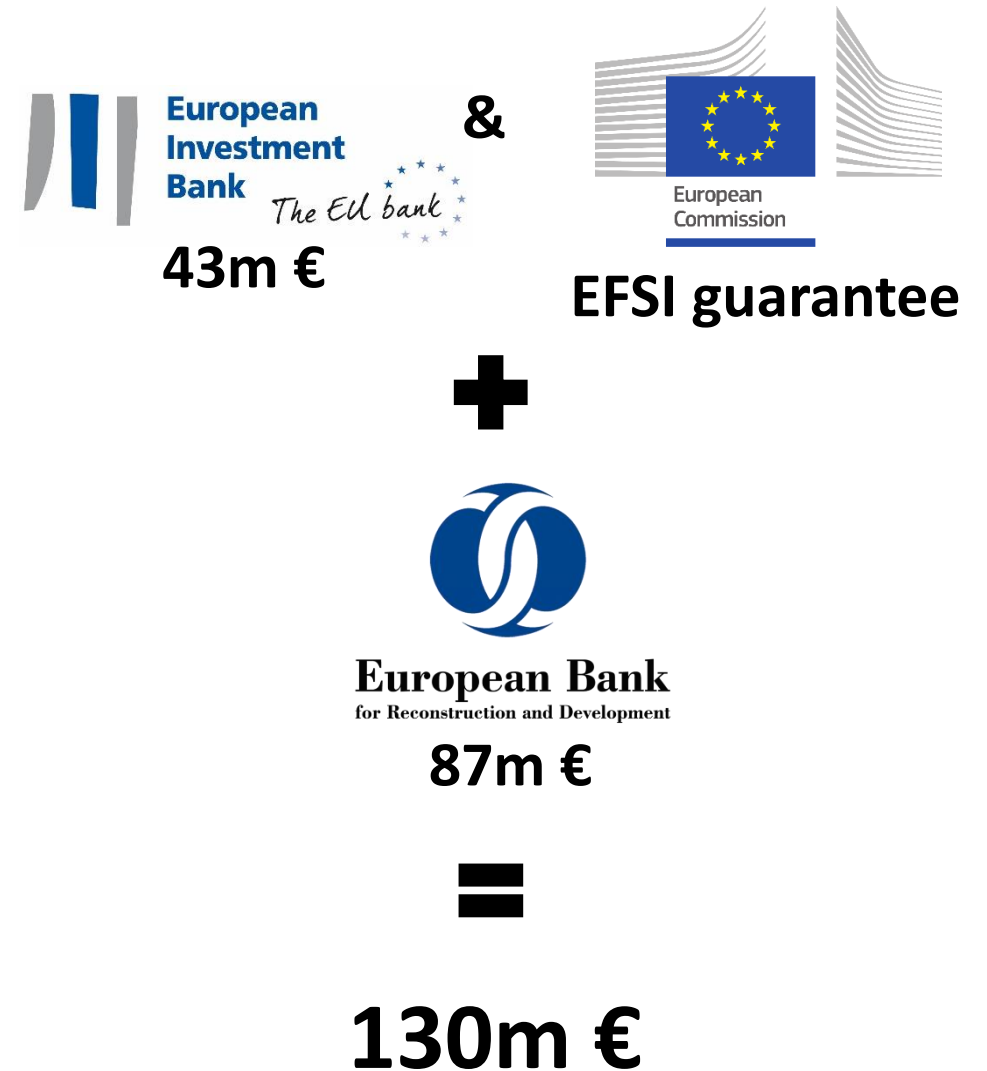 European
Investment
Bank
The EU bank
43m €
&
European
Commission
EFSI guarantee
+
European Bank
for Reconstruction and Development
87m €
=
130m €